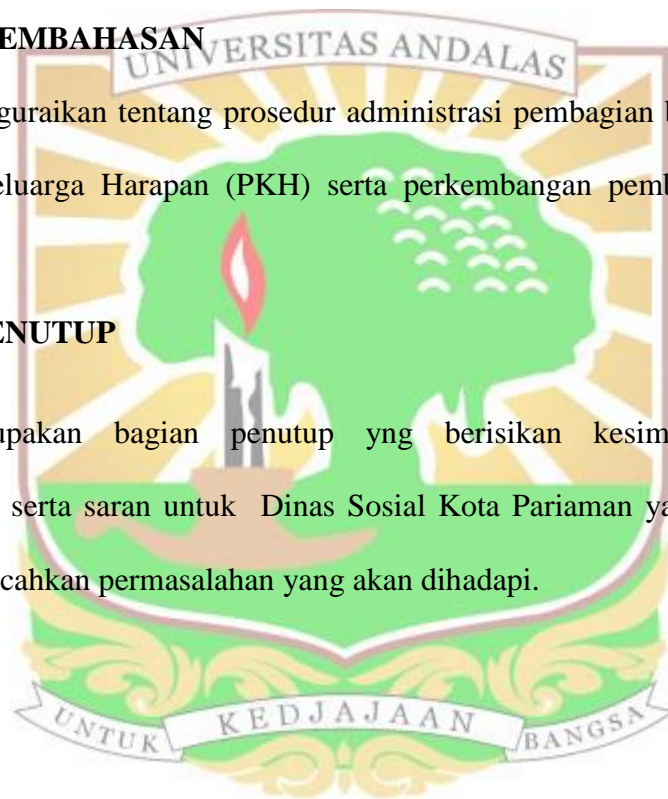 EMBAHASAN
UNIVERSITAS ANDALAS
guraikan tentang prosedur administrasi pembagian b
eluarga Harapan (PKH) serta perkembangan pemb
ENUTUP
upakan bagian penutup yng berisikan kesim
serta saran untuk Dinas Sosial Kota Pariaman ya
cahkan permasalahan yang akan dihadapi.
UNTUK KEDJAJAAN BANGSA